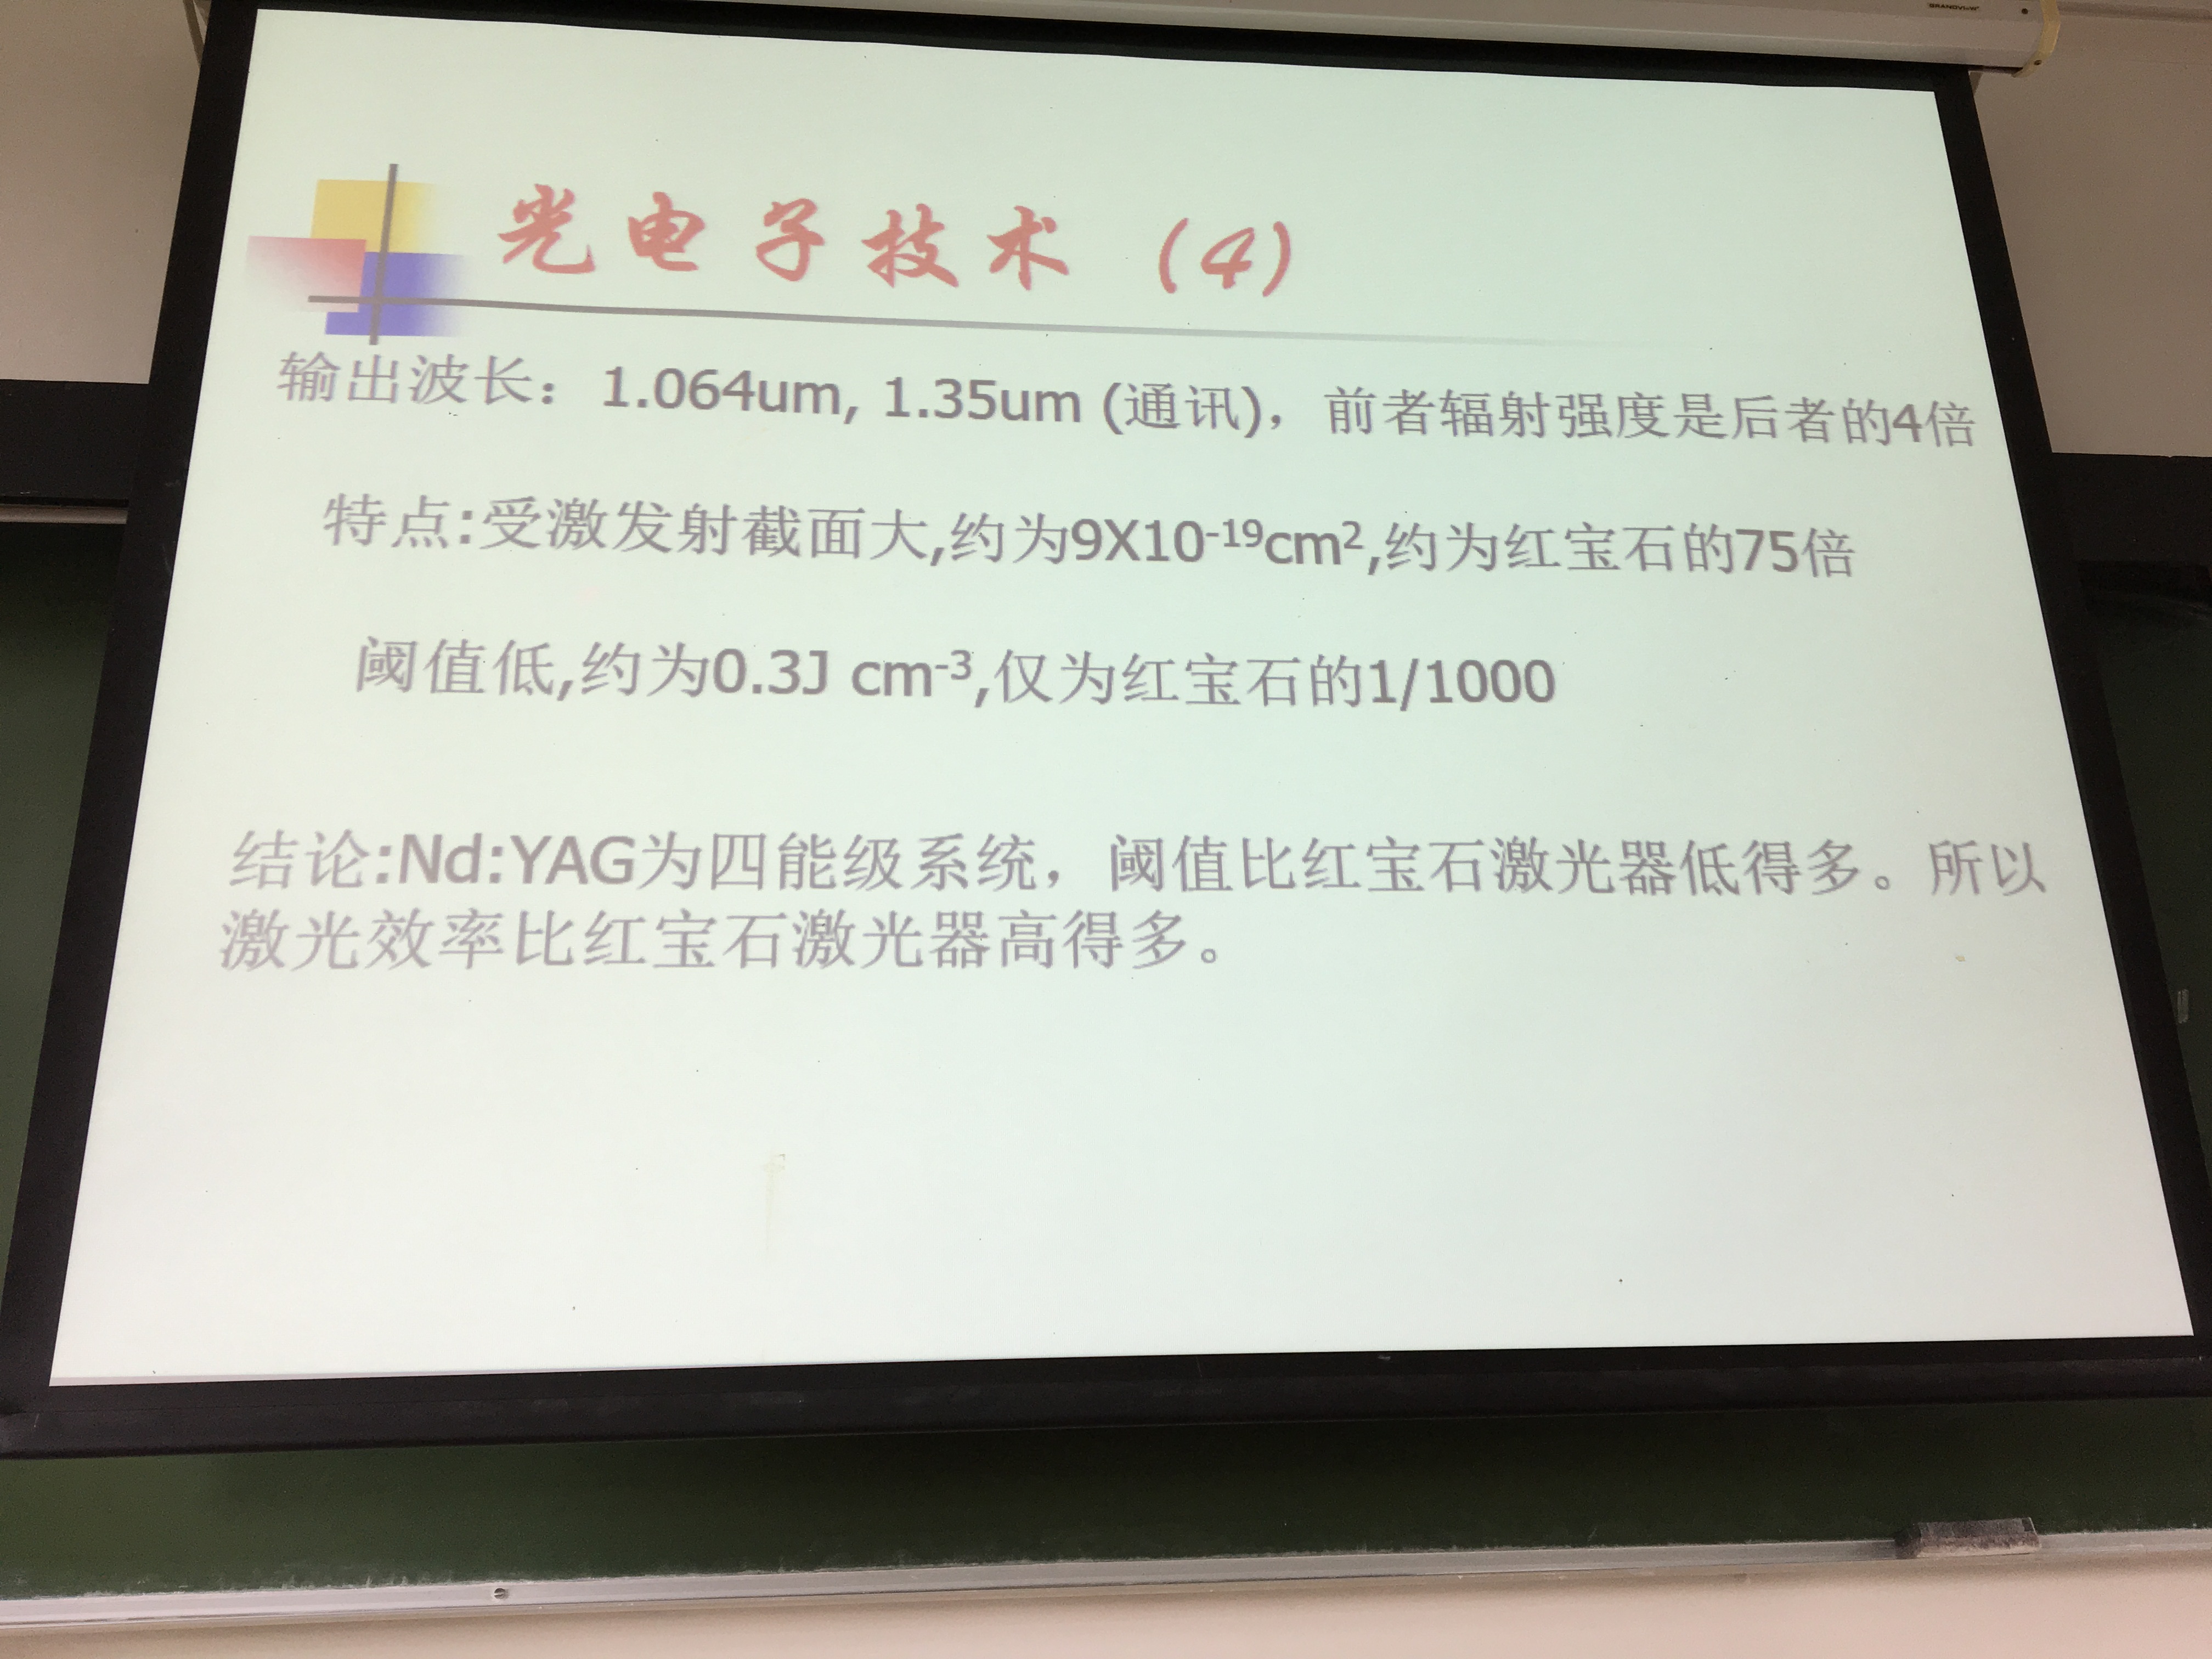 BRANDVIEW
光电子技术（4）
输出波长：1.064um, 1.35um (通讯)，前者辐射强度是后者的4倍
特点:受激发射截面大,约为9X10⁻¹⁹cm²,约为红宝石的75倍
阈值低,约为0.3J cm⁻³,仅为红宝石的1/1000
结论:Nd:YAG为四能级系统，阈值比红宝石激光器低得多。所以
激光效率比红宝石激光器高得多。